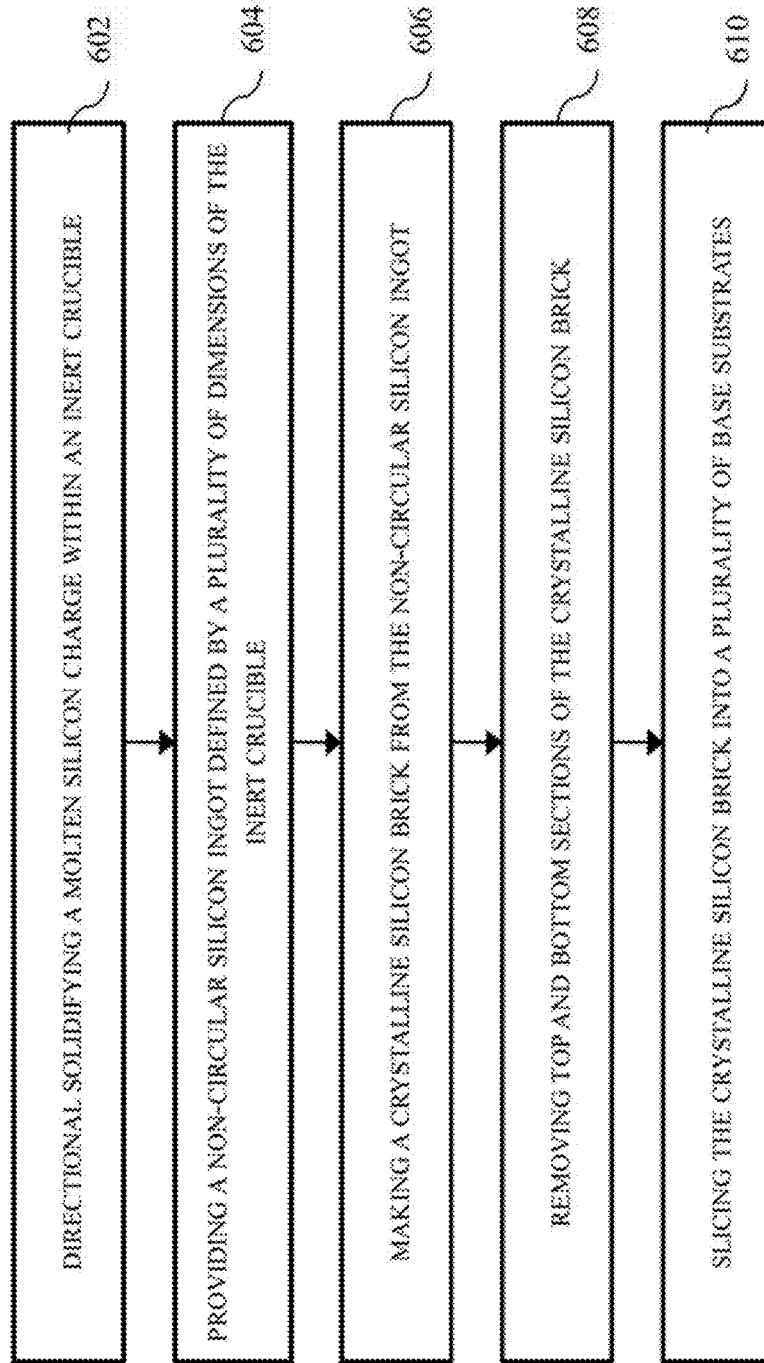 DIRECTIONAL SOLIDIFYING A MOLTEN SILICON CHARGE WITHIN AN INERT CRUCIBLE
602
PROVIDING A NON-CIRCULAR SILICON INGOT DEFINED BY A PLURALITY OF DIMENSIONS OF THE
INERT CRUCIBLE
604
MAKING A CRYSTALLINE SILICON BRICK FROM THE NON-CIRCULAR SILICON INGOT
606
REMOVING TOP AND BOTTOM SECTIONS OF THE CRYSTALLINE SILICON BRICK
608
SLICING THE CRYSTALLINE SILICON BRICK INTO A PLURALITY OF BASE SUBSTRATES
610